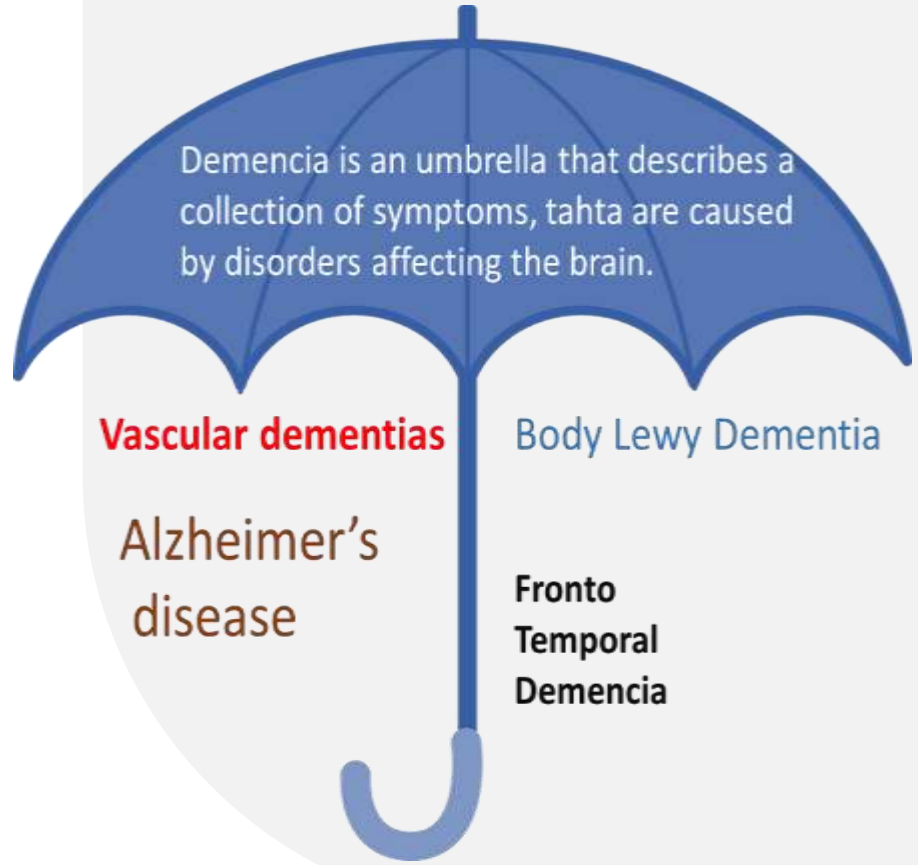 Demencia is an umbrella that describes a
collection of symptoms, tahta are caused
by disorders affecting the brain.
Vascular dementias
Body Lewy Dementia
Alzheimer’s
disease
Fronto
Temporal
Demencia